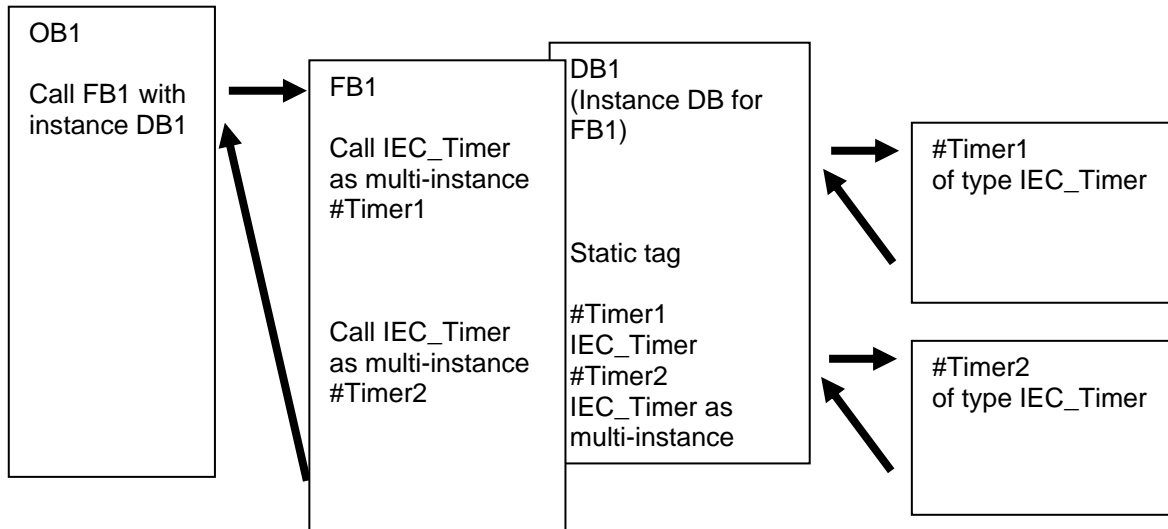 OB1
Call FB1 with
instance DB1
FB1
Call IEC_Timer
as multi-instance
#Timer1
Call IEC_Timer
as multi-instance
#Timer2
DB1
(Instance DB for
FB1)
Static tag
#Timer1
IEC_Timer
#Timer2
IEC_Timer as
multi-instance
#Timer1
of type IEC_Timer
#Timer2
of type IEC_Timer